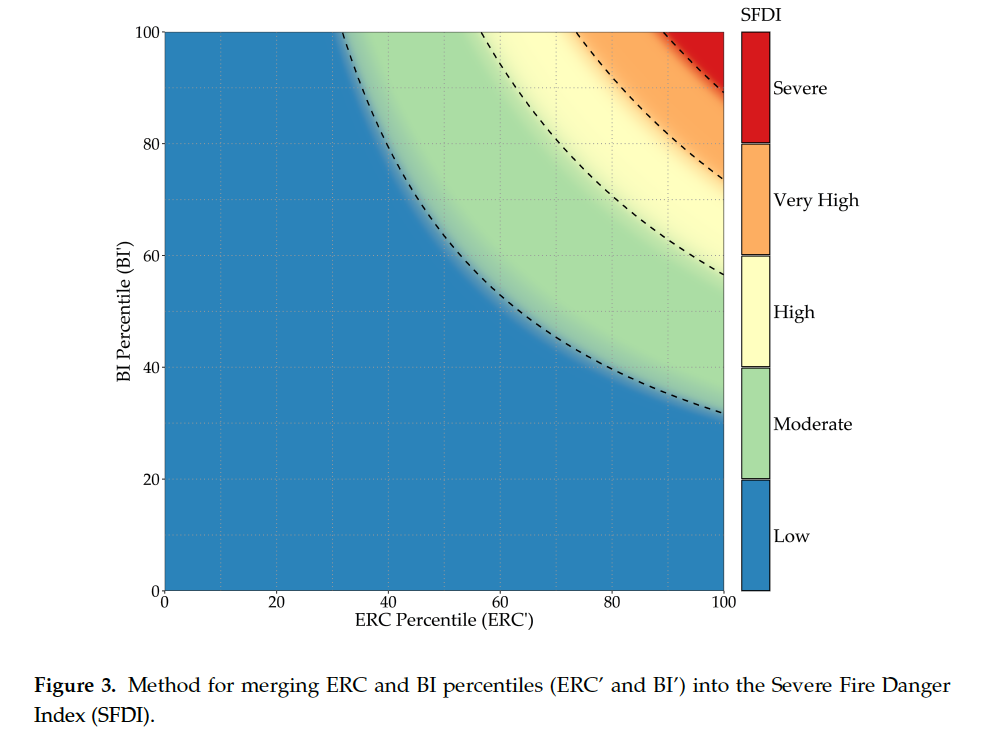 SFDI
100
80
60
40
20
0
BI Percentile (BI')
0 20 40 60 80 100
ERC Percentile (ERC')
Severe
Very High
High
Moderate
Low
Figure 3. Method for merging ERC and BI percentiles (ERC′ and BI′) into the Severe Fire Danger
Index (SFDI).